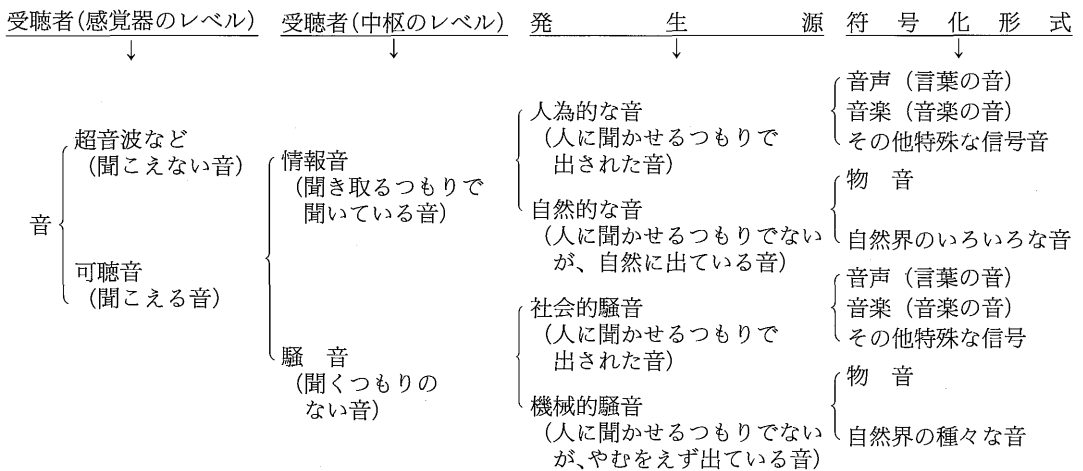 受聴者(感覚器のレベル) 受聴者(中枢のレベル) 発生源 符号化形式
音
超音波など
(聞こえない音)
可聴音
(聞こえる音)
情報音
(聞き取るつもりで
聞いている音)
騒 音
(聞くつもりの
ない音)
人為的な音
(人に聞かせるつもりで
出された音)
自然的な音
(人に聞かせるつもりでない
が、自然に出ている音)
社会的騒音
(人に聞かせるつもりで
出された音)
機械的騒音
(人に聞かせるつもりでない
が、やむをえず出ている音)
音声(言葉の音)
音楽(音楽の音)
その他特殊な信号音
物 音
自然界のいろいろな音
音声(言葉の音)
音楽(音楽の音)
その他特殊な信号
物 音
自然界の種々な音